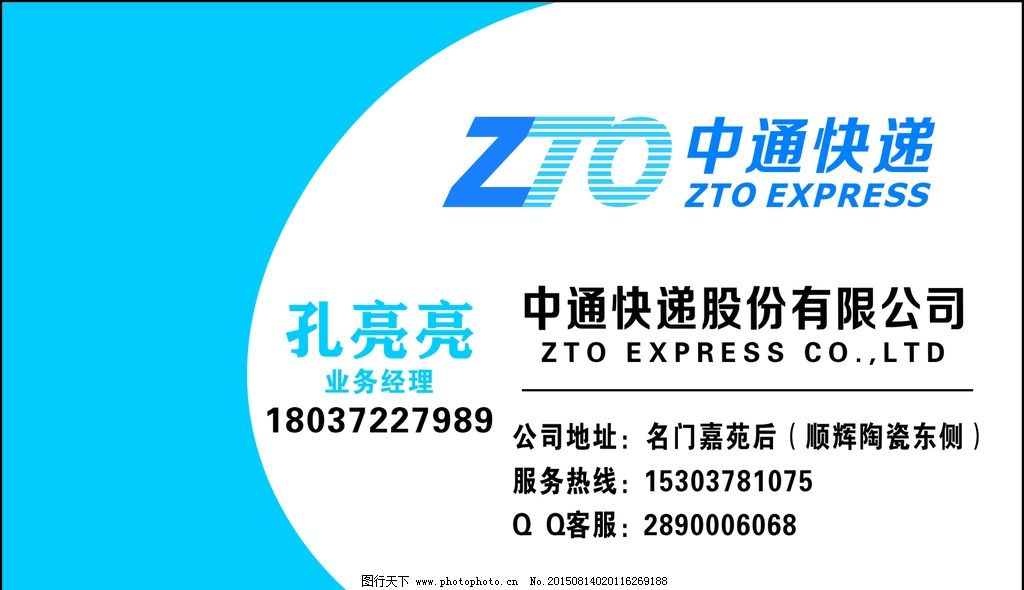 ZTO 中通快递
ZTO EXPRESS
孔亮亮
业务经理
18037227989
中通快递股份有限公司
ZTO EXPRESS CO.,LTD
公司地址：名门嘉苑后（顺辉陶瓷东侧）
服务热线：15303781075
Q Q客服：2890006068
图行天下 www.photophoto.cn No.20150814020116269188